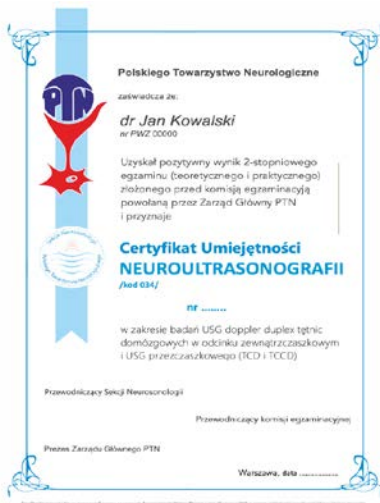 Polskiego Towarzystwo Neurologiczne
zaświadcza że:
PTN
dr Jan Kowalski
nr PWZ 00000
Uzyskał pozytywny wynik 2-stopniowego
egzaminu (teoretycznego i praktycznego)
złożonego przed komisją egzaminacyją
powołaną przez Zarząd Główny PTN
i przyznaje
Certyfikat Umiejętności
NEUROULTRASONOGRAFII
/kod 034/
nr ........
w zakresie badań USG doppler duplex tętnic
domózgowych w odcinku zewnątrzczaszkowym
i USG przezczaszkowego (TCD i TCCD)
Przewodniczący Sekcji Neurosonologii
Przewodniczący komisji egzaminacyjnej
Prezes Zarządu Głównego PTN
Warszawa, data ................